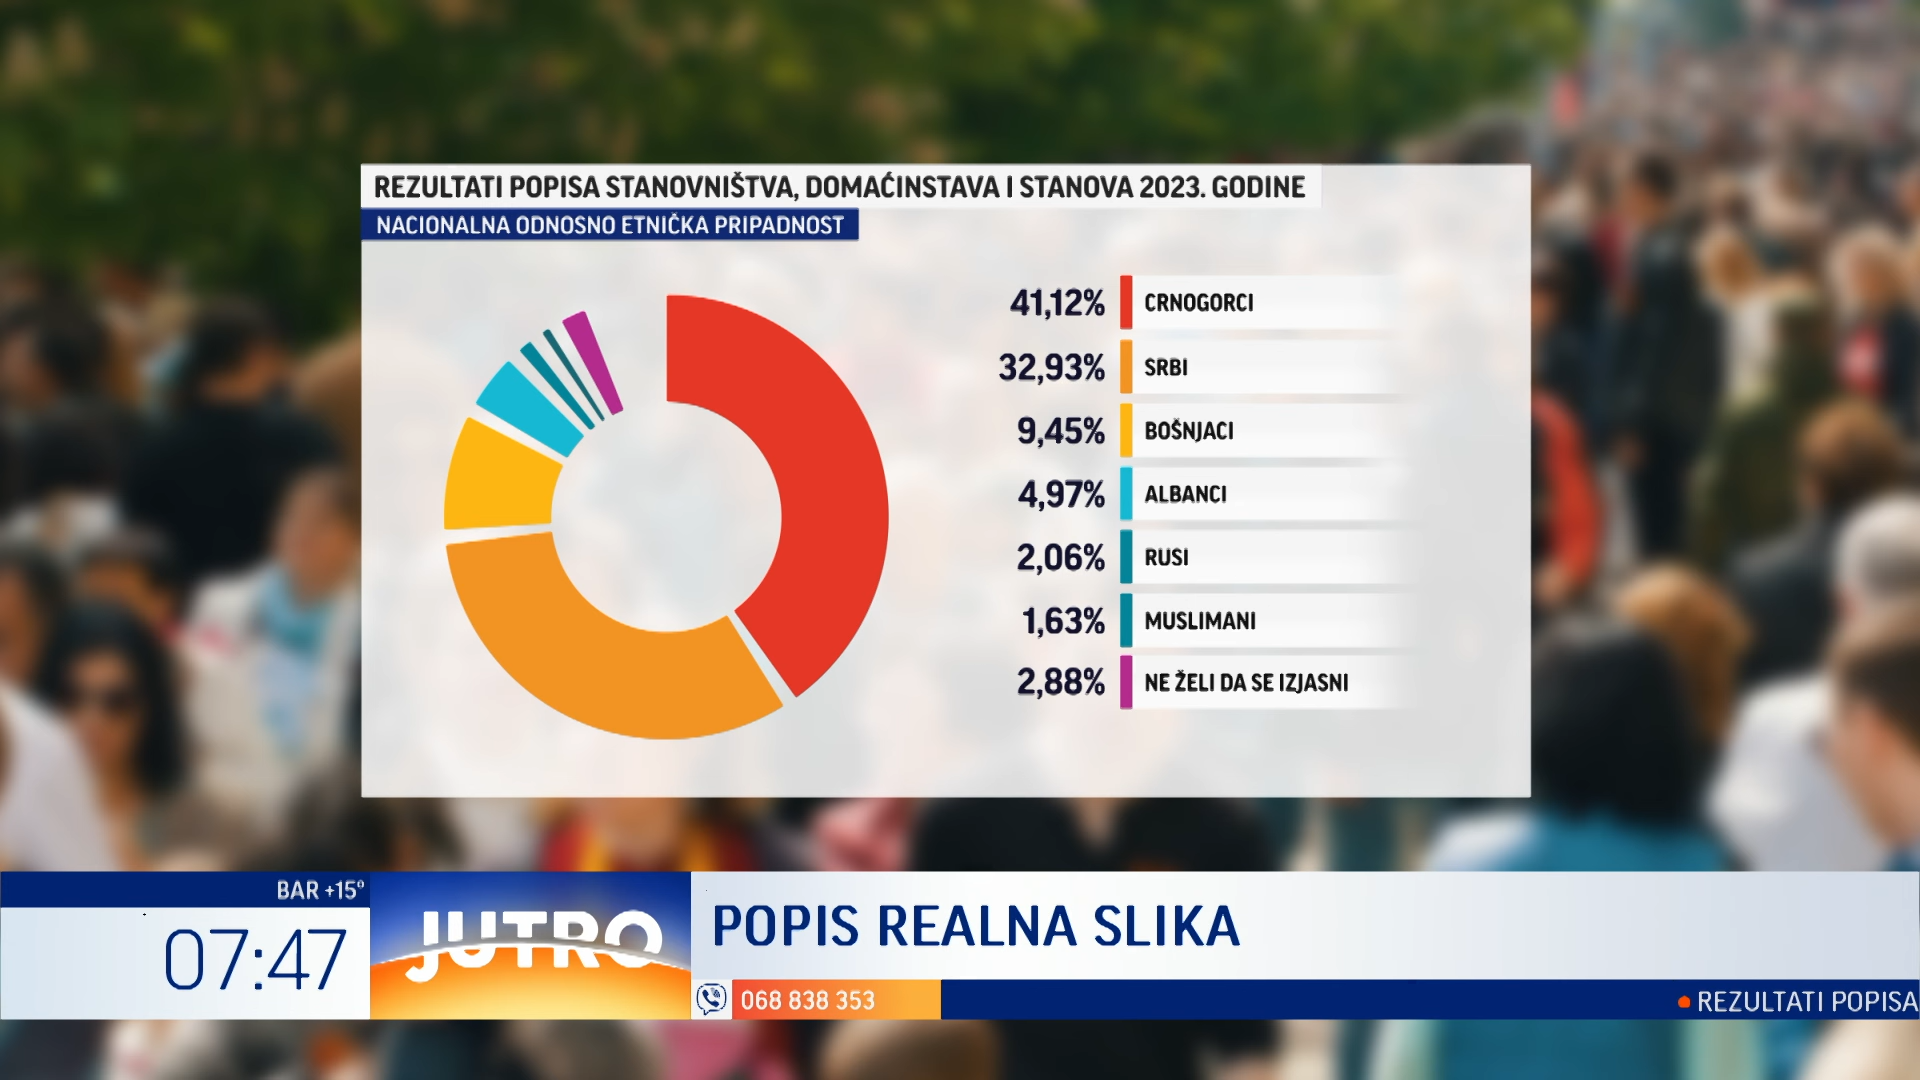 REZULTATI POPISA STANOVNIŠTVA, DOMAĆINSTAVA I STANOVA 2023. GODINE
NACIONALNA ODNOSNO ETNIČKA PRIPADNOST
41,12% CRNOGORCI
32,93% SRBI
9,45% BOŠNJACI
4,97% ALBANCI
2,06% RUSI
1,63% MUSLIMANI
2,88% NE ŽELI DA SE IZJASNI
BAR +15°
07:47
JUTRO
POPIS REALNA SLIKA
068 838 353
REZULTATI POPISA